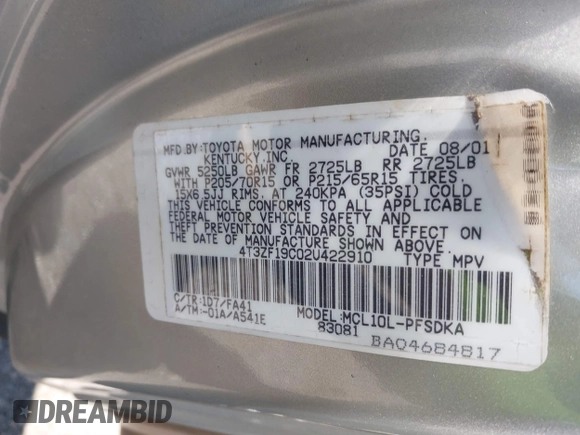 MFD.BY:TOYOTA MOTOR MANUFACTURING,
KENTUCKY,INC. DATE 08/01
GVWR 5250LB GAWR FR 2725LB RR 2725LB
WITH P205/70R15 OR P215/65R15 TIRES.
15X6.5JJ RIMS, AT 240KPA (35PSI) COLD
THIS VEHICLE CONFORMS TO ALL APPLICABLE
FEDERAL MOTOR VEHICLE SAFETY AND
THEFT PREVENTION STANDARDS IN EFFECT ON
THE DATE OF MANUFACTURE SHOWN ABOVE.
4T3ZF19C02U422910 TYPE MPV
C/TR:1D7/FA41 MODEL:MCL10L-PFSDKA
A/TM:-01A/A541E 83081
BA04684817
DREAMBID